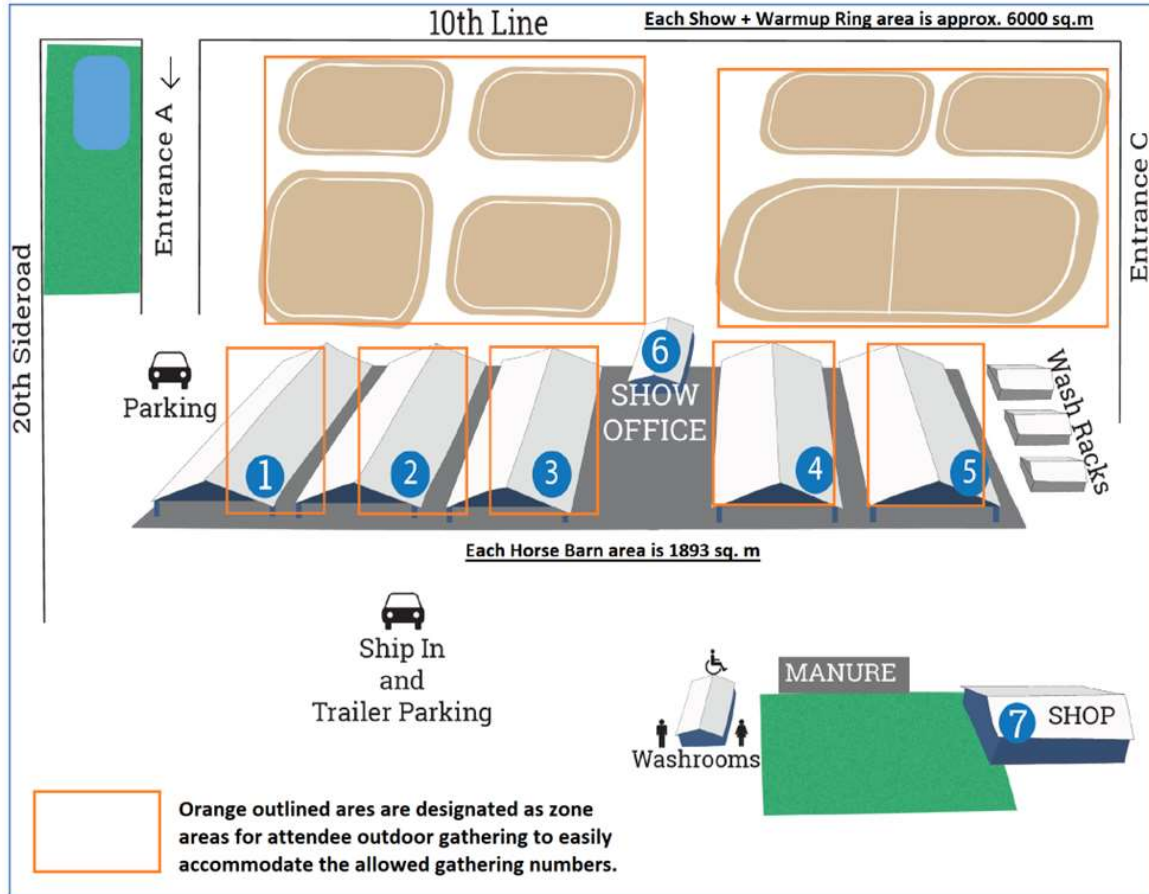 Each Show + Warmup Ring area is approx. 6000 sq.m
10th Line
Entrance A
Entrance C
20th Sideroad
Parking
1
2
3
6
SHOW
OFFICE
4
5
Wash Racks
Each Horse Barn area is 1893 sq. m
Ship In
and
Trailer Parking
MANURE
7 SHOP
Washrooms
Orange outlined ares are designated as zone
areas for attendee outdoor gathering to easily
accommodate the allowed gathering numbers.